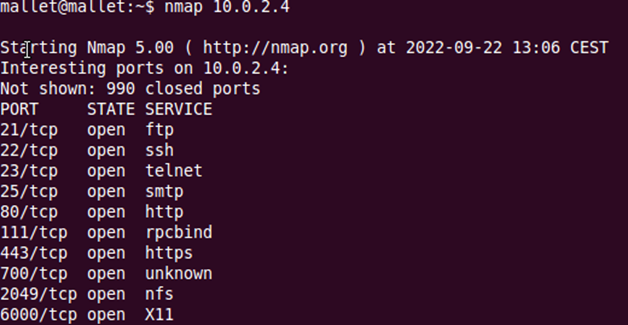 mallet@mallet:~$ nmap 10.0.2.4
Starting Nmap 5.00 ( http://nmap.org ) at 2022-09-22 13:06 CEST
Interesting ports on 10.0.2.4:
Not shown: 990 closed ports
PORT     STATE SERVICE
21/tcp   open  ftp
22/tcp   open  ssh
23/tcp   open  telnet
25/tcp   open  smtp
80/tcp   open  http
111/tcp  open  rpcbind
443/tcp  open  https
700/tcp  open  unknown
2049/tcp open  nfs
6000/tcp open  X11